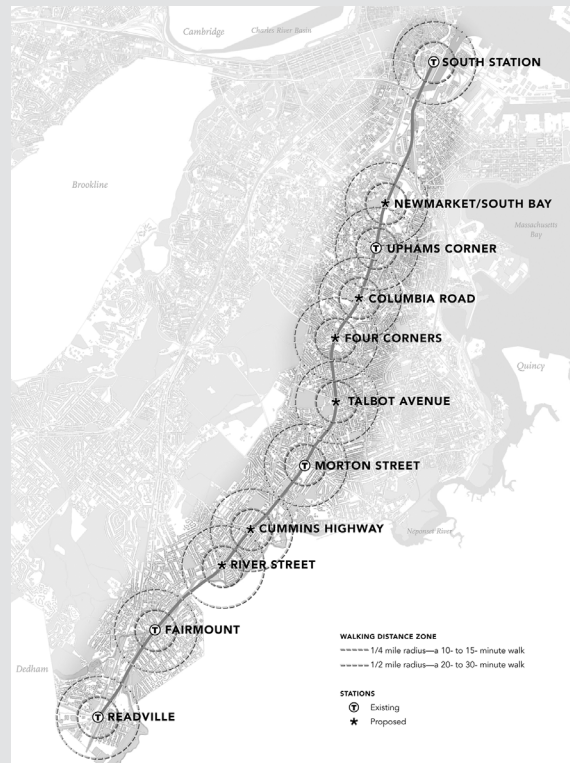 Cambridge
Charles River Basin
SOUTH STATION
Brookline
NEWMARKET/SOUTH BAY
Massachusetts
Bay
UPHAMS CORNER
COLUMBIA ROAD
FOUR CORNERS
Quincy
TALBOT AVENUE
MORTON STREET
CUMMINS HIGHWAY
Neponset River
RIVER STREET
FAIRMOUNT
WALKING DISTANCE ZONE
1/4 mile radius—a 10- to 15- minute walk
1/2 mile radius—a 20- to 30- minute walk
Dedham
STATIONS
T Existing
Proposed
READVILLE